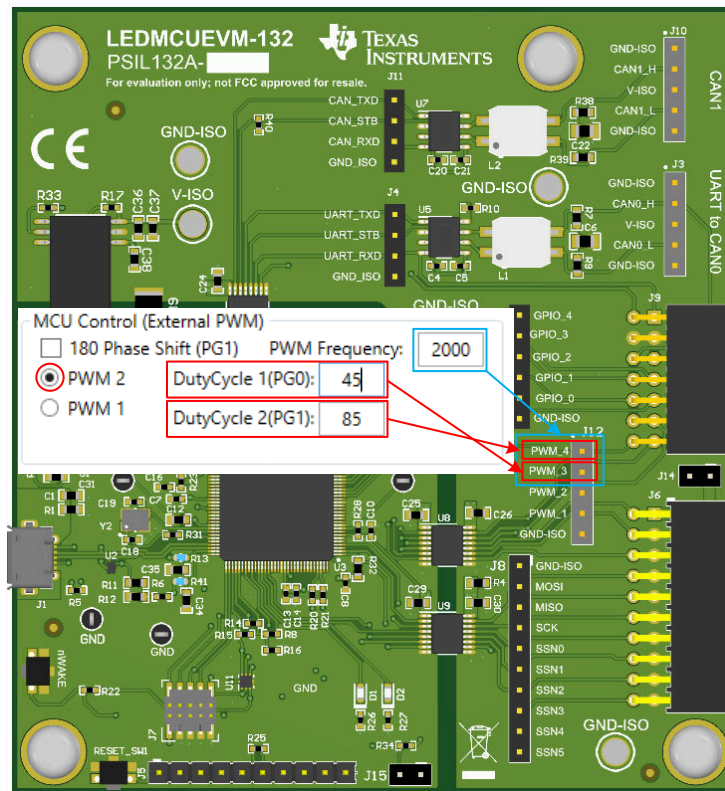 LEDMCUEVM-132
PSIL132A-
For evaluation only; not FCC approved for resale.
TEXAS
INSTRUMENTS
J10
GND-ISO
CAN1_H
V-ISO
CAN1_L
GND-ISO
CAN1
J11
CAN_TXD
CAN_STB
CAN_RXD
GND_ISO
U7
C20
C21
L2
R38
C22
R39
R40
CE
GND-ISO
V-ISO
R33
R17
C36
C37
C38
C24
J4
UART_TXD
UART_STB
UART_RXD
GND_ISO
GND-ISO
U5
R10
C4
C5
L1
R7
C6
R9
J3
GND-ISO
CAN0_H
V-ISO
CAN0_L
GND-ISO
UART to CAN0
GND-ISO
J9
GPIO_4
GPIO_3
GPIO_2
GPIO_1
GPIO_0
GND-ISO
MCU Control (External PWM)
180 Phase Shift (PG1)
PWM Frequency:
2000
PWM 2
DutyCycle 1(PG0):
45
PWM 1
DutyCycle 2(PG1):
85
J12
PWM_4
PWM_3
PWM_2
PWM_1
GND-ISO
J14
J6
C31
C1
R1
C16
C7
C19
C12
Y2
C18
R31
R28
C10
C25
U8
C26
U2
R11
R12
R13
C35
R41
R6
C34
C3
R32
C8
J1
R5
GND
GND
C13
C14
R20
R21
C29
U9
R4
C30
J8
GND-ISO
MOSI
MISO
SCK
SSN0
SSN1
SSN2
SSN3
SSN4
SSN5
R14
R15
R8
R16
nWAKE
R22
U11
GND
D1
D2
R26
R27
J7
RESET_SW1
J5
R25
R34
J15
GND-ISO